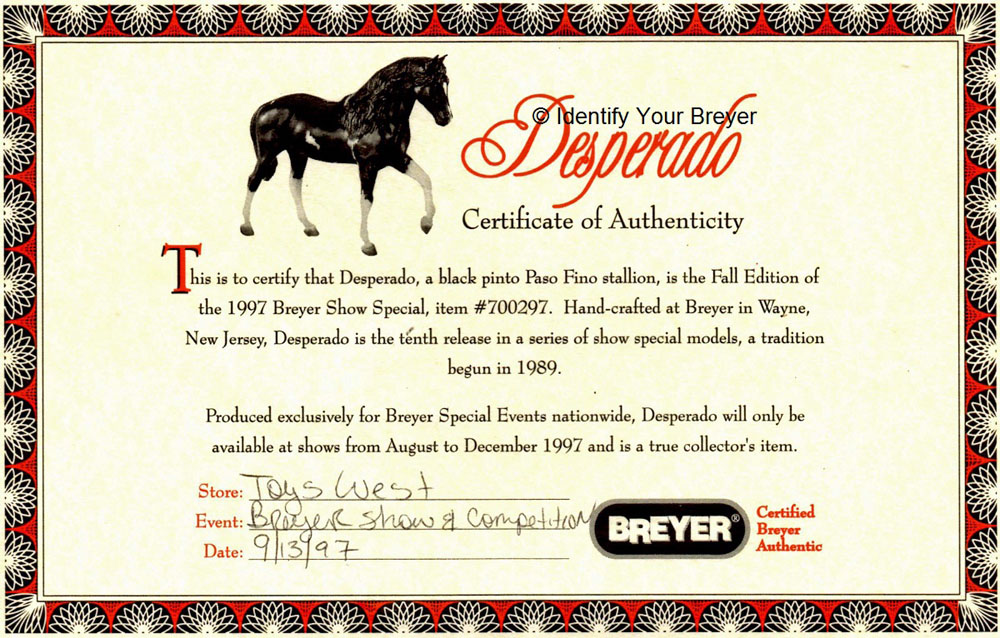 © Identify Your Breyer
Desperado
Certificate of Authenticity
This is to certify that Desperado, a black pinto Paso Fino stallion, is the Fall Edition of
the 1997 Breyer Show Special, item #700297. Hand-crafted at Breyer in Wayne,
New Jersey, Desperado is the tenth release in a series of show special models, a tradition
begun in 1989.
Produced exclusively for Breyer Special Events nationwide, Desperado will only be
available at shows from August to December 1997 and is a true collector's item.
Store: Toys West
Event: Breyer Show & Competition
Date: 9/13/97
BREYER®
Certified
Breyer
Authentic